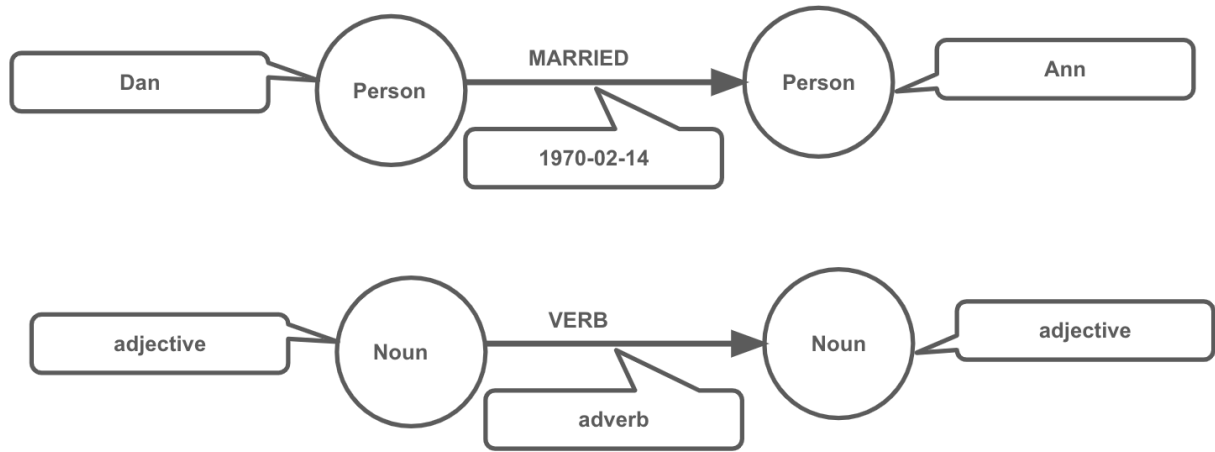 MARRIED
Dan
Person
Person
Ann
1970-02-14
VERB
adjective
Noun
Noun
adjective
adverb